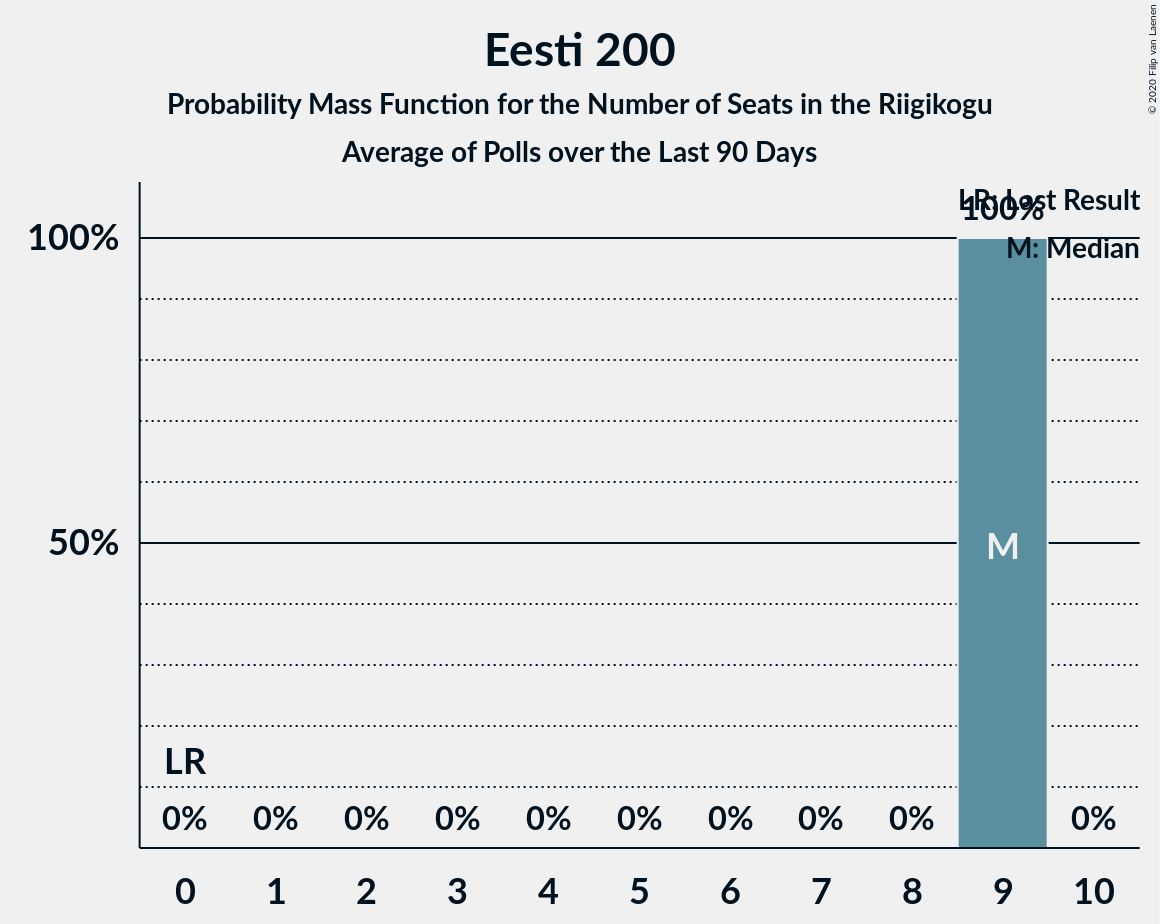 Eesti 200
Probability Mass Function for the Number of Seats in the Riigikogu
Average of Polls over the Last 90 Days
© 2020 Filip van Laenen
LR: Last Result
100%
M: Median
100%
50%
M
LR
0% 0% 0% 0% 0% 0% 0% 0% 0% 0%
0 1 2 3 4 5 6 7 8 9 10